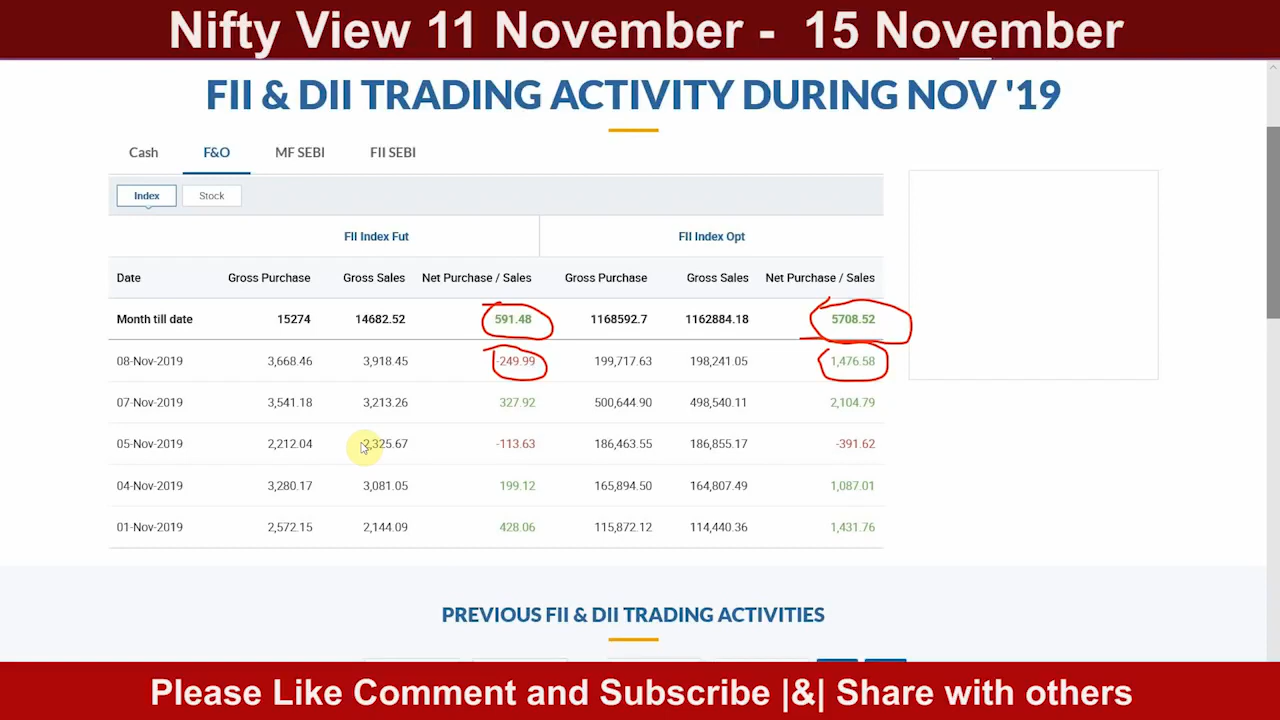 Nifty View 11 November - 15 November
FII & DII TRADING ACTIVITY DURING NOV '19
Cash F&O MF SEBI FII SEBI
Index Stock
FII Index Fut FII Index Opt
Date Gross Purchase Gross Sales Net Purchase / Sales Gross Purchase Gross Sales Net Purchase / Sales
Month till date 15274 14682.52 591.48 1168592.7 1162884.18 5708.52
08-Nov-2019 3,668.46 3,918.45 -249.99 199,717.63 198,241.05 1,476.58
07-Nov-2019 3,541.18 3,213.26 327.92 500,644.90 498,540.11 2,104.79
05-Nov-2019 2,212.04 2,325.67 -113.63 186,463.55 186,855.17 -391.62
04-Nov-2019 3,280.17 3,081.05 199.12 165,894.50 164,807.49 1,087.01
01-Nov-2019 2,572.15 2,144.09 428.06 115,872.12 114,440.36 1,431.76
PREVIOUS FII & DII TRADING ACTIVITIES
Please Like Comment and Subscribe |&| Share with others